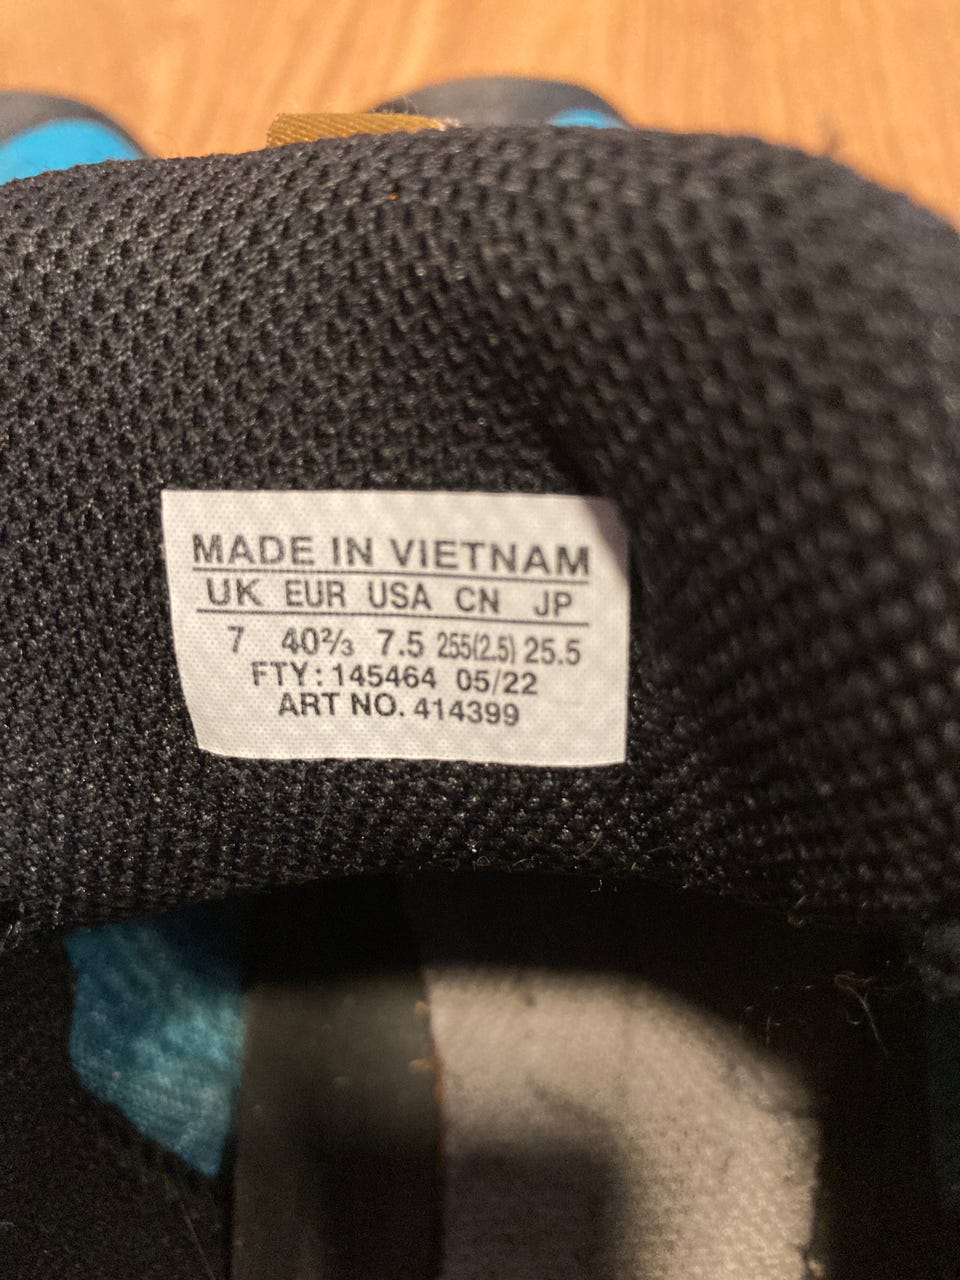 MADE IN VIETNAM
UK EUR USA CN JP
7 40⅔ 7.5 255(2.5) 25.5
FTY: 145464 05/22
ART NO. 414399